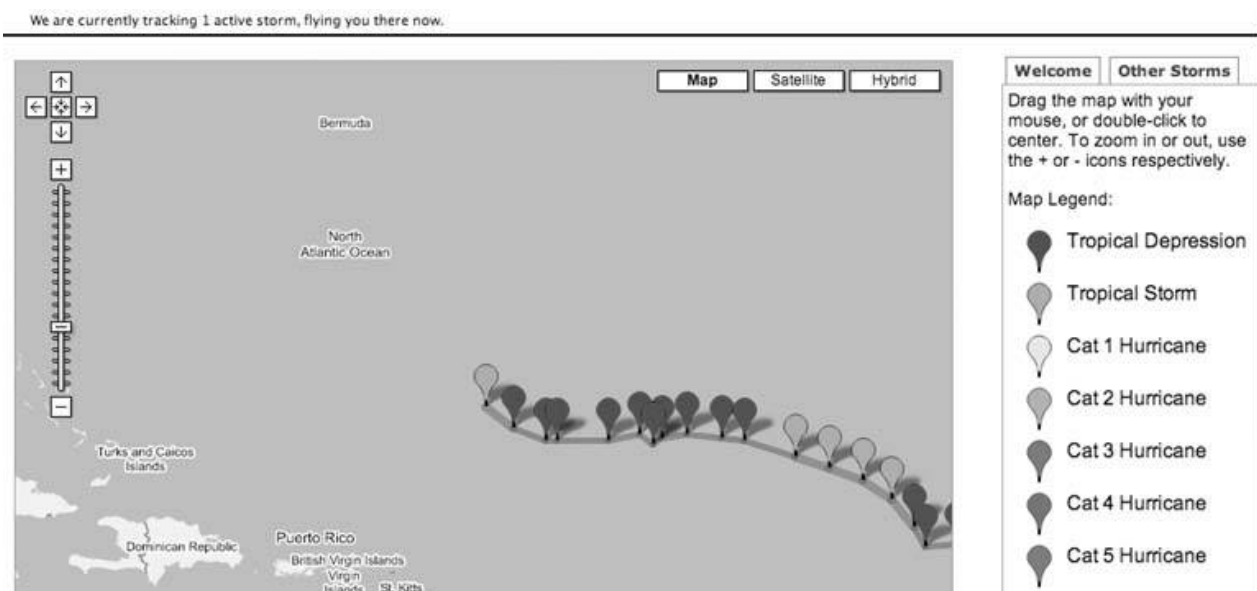 We are currently tracking 1 active storm, flying you there now.
Map
Satellite
Hybrid
Bermuda
North
Atlantic Ocean
Turks and Caicos
Islands
Dominican Republic
Puerto Rico
British Virgin Islands
Virgin
Islands
St. Kitts
Welcome
Other Storms
Drag the map with your
mouse, or double-click to
center. To zoom in or out, use
the + or - icons respectively.
Map Legend:
Tropical Depression
Tropical Storm
Cat 1 Hurricane
Cat 2 Hurricane
Cat 3 Hurricane
Cat 4 Hurricane
Cat 5 Hurricane